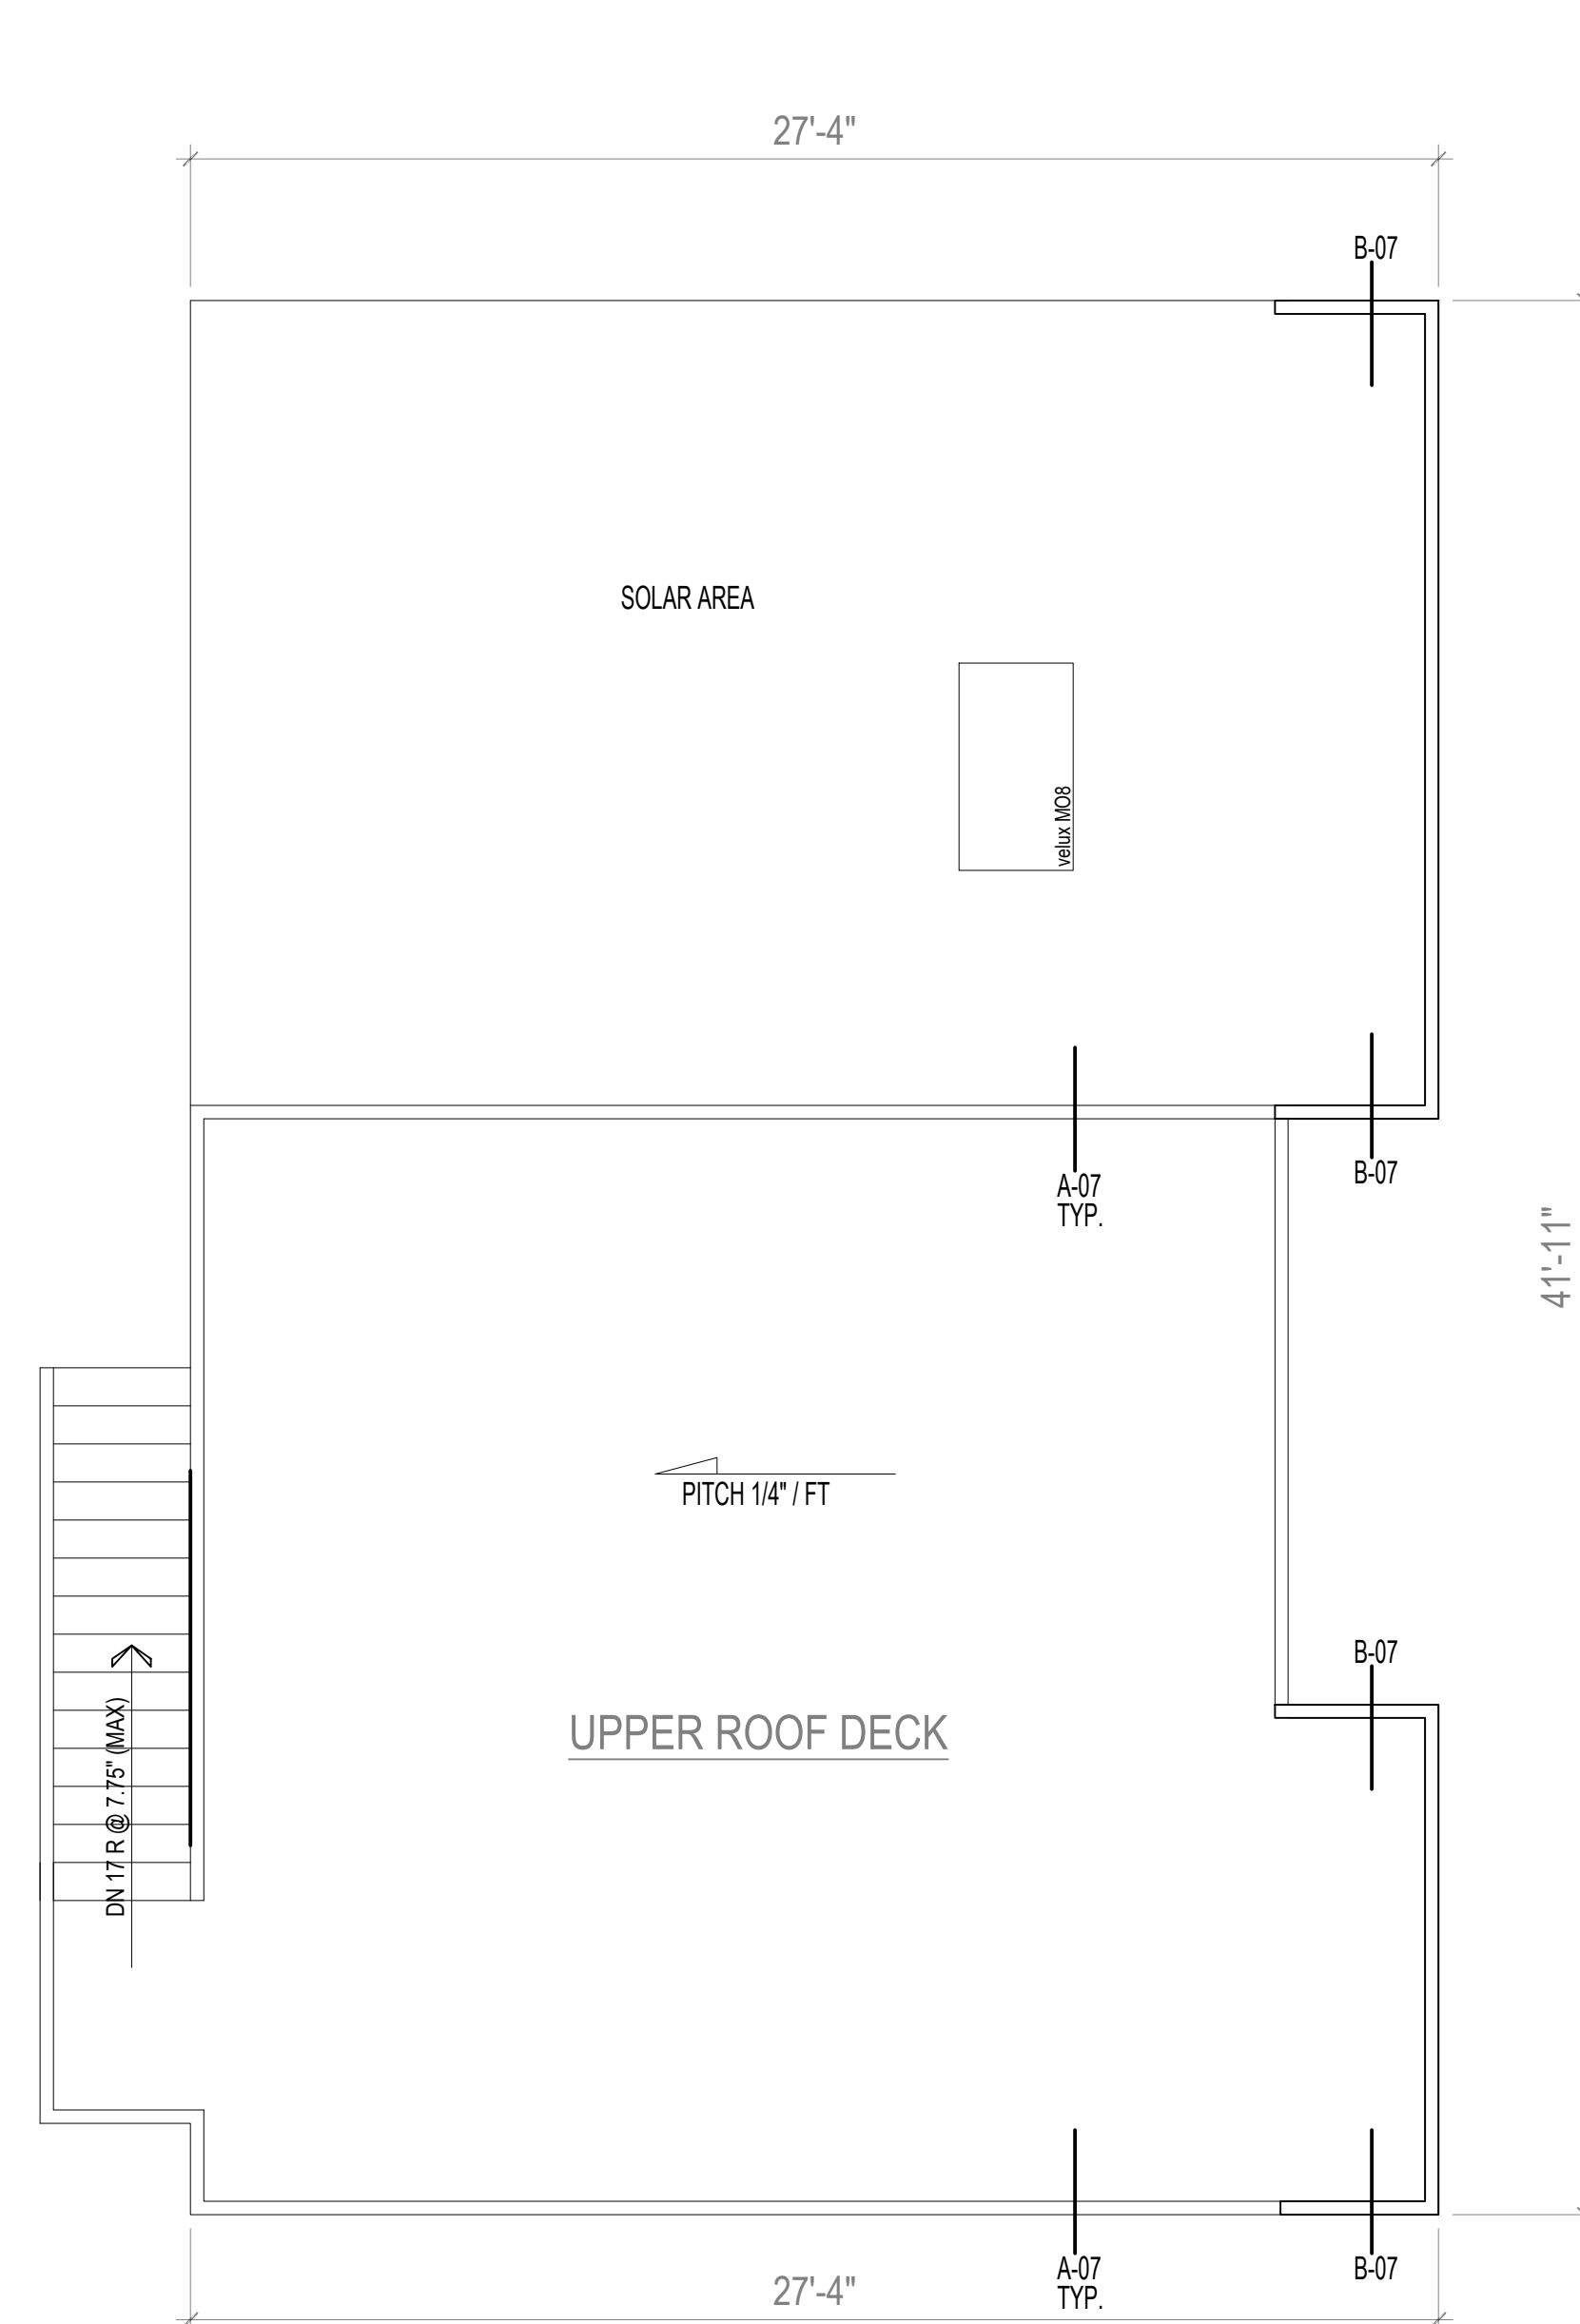 27'-4"
B-07
SOLAR AREA
velux MO8
A-07
TYP.
B-07
41'-11"
PITCH 1/4" / FT
B-07
DN 17 R @ 7.75" (MAX)
UPPER ROOF DECK
A-07
TYP.
B-07
27'-4"